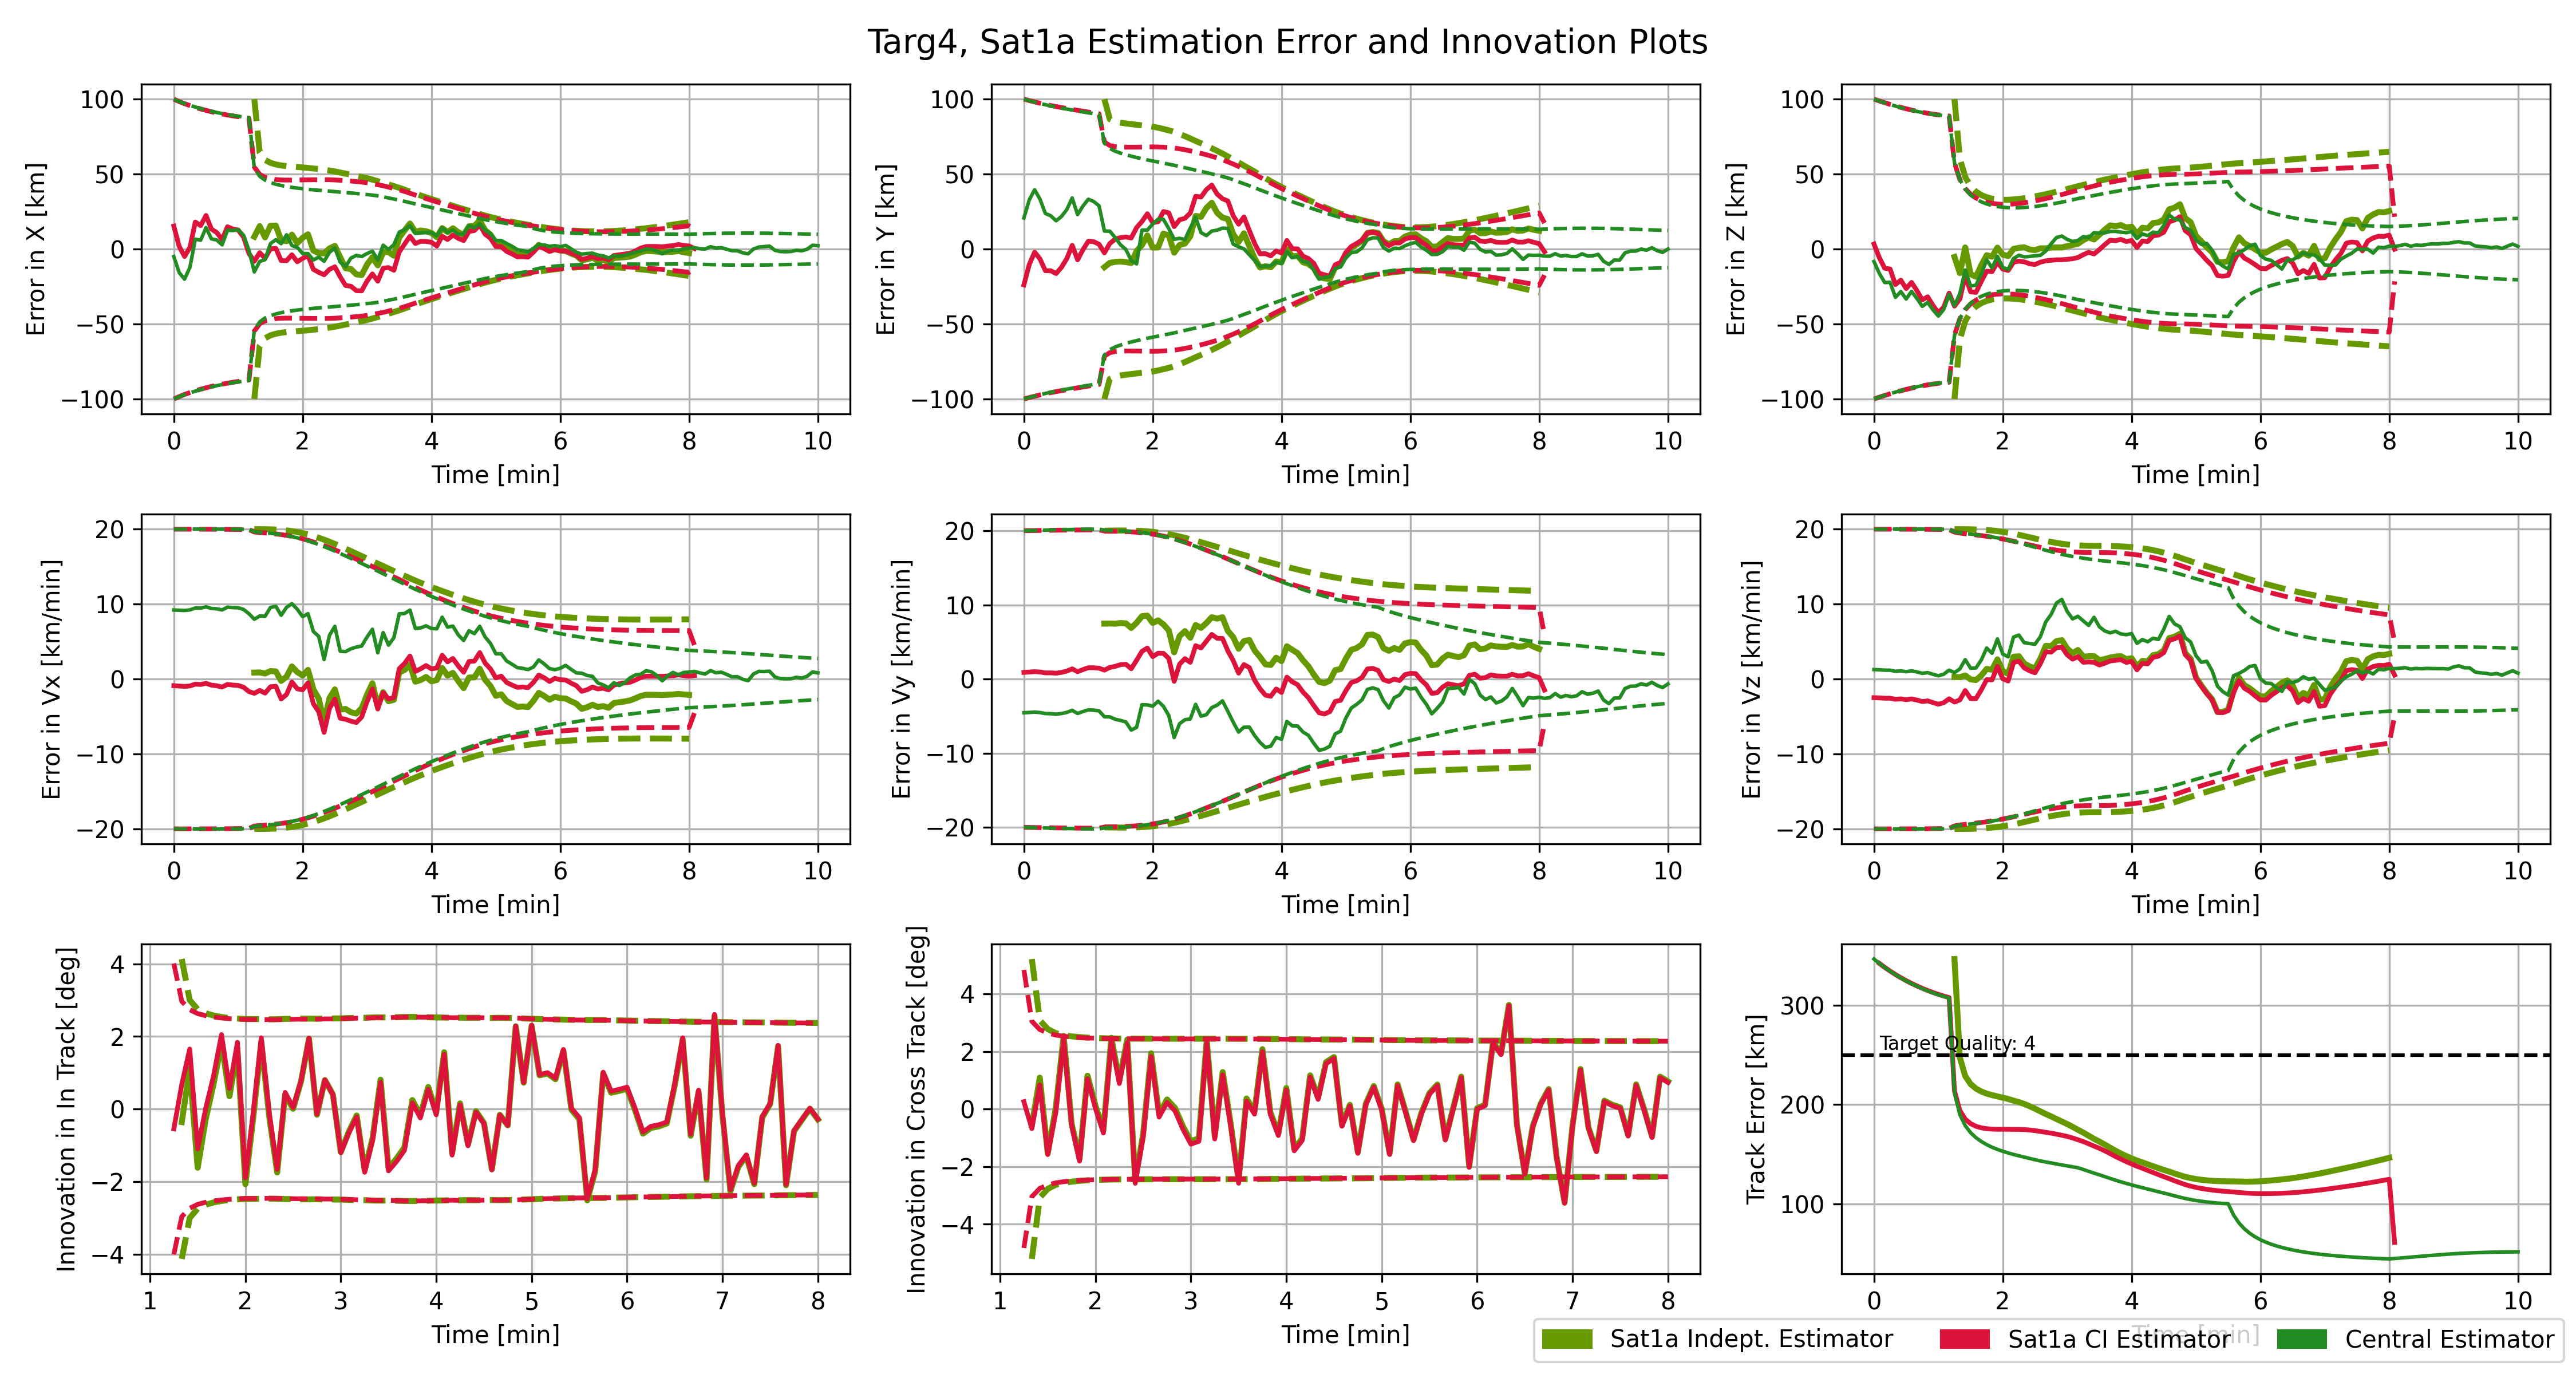 Targ4, Sat1a Estimation Error and Innovation Plots
Error in X [km]
100
50
0
−50
−100
0 2 4 6 8 10
Time [min]
Error in Y [km]
100
50
0
−50
−100
0 2 4 6 8 10
Time [min]
Error in Z [km]
100
50
0
−50
−100
0 2 4 6 8 10
Time [min]
Error in Vx [km/min]
20
10
0
−10
−20
0 2 4 6 8 10
Time [min]
Error in Vy [km/min]
20
10
0
−10
−20
0 2 4 6 8 10
Time [min]
Error in Vz [km/min]
20
10
0
−10
−20
0 2 4 6 8 10
Time [min]
Innovation in In Track [deg]
4
2
0
−2
−4
1 2 3 4 5 6 7 8
Time [min]
Innovation in Cross Track [deg]
4
2
0
−2
−4
1 2 3 4 5 6 7 8
Time [min]
Track Error [km]
300
200
100
Target Quality: 4
0 2 4 6 8 10
Time [min]
Sat1a Indept. Estimator
Sat1a CI Estimator
Central Estimator